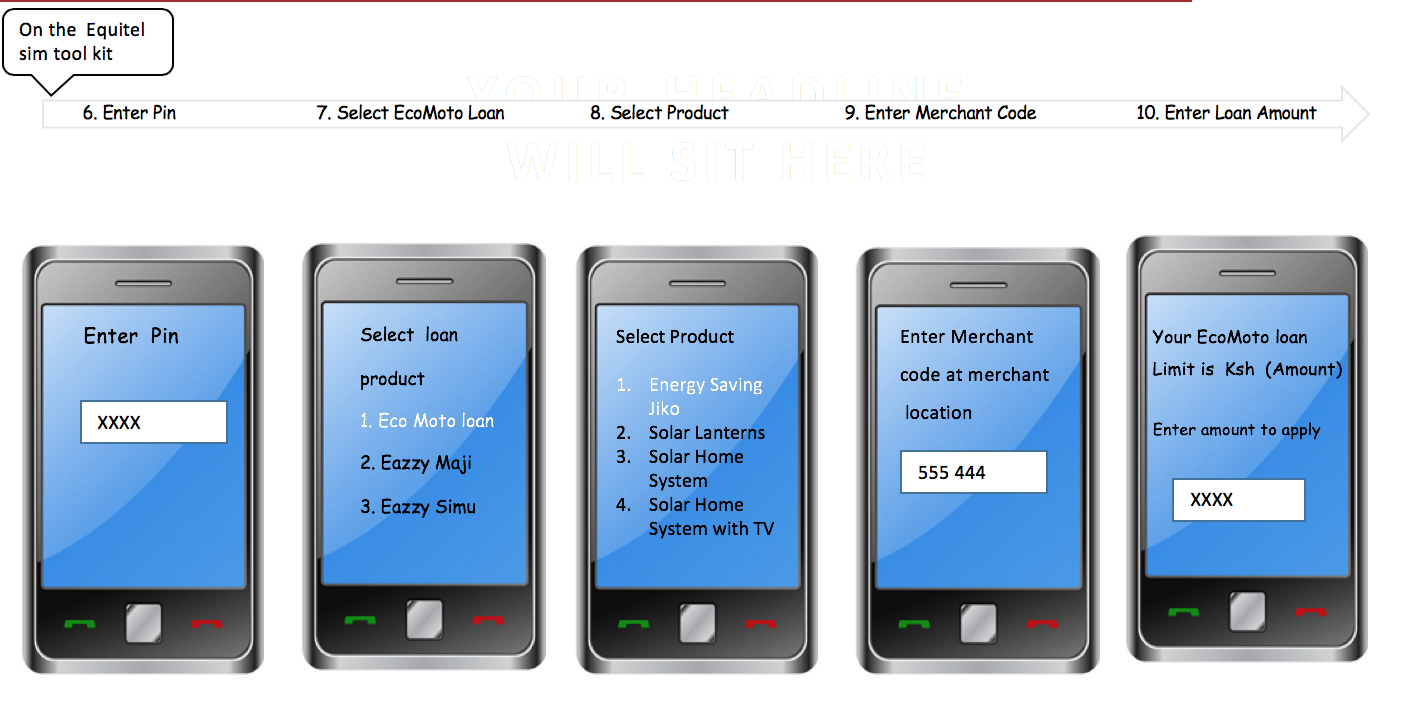 On the Equitel
sim tool kit
YOUR HEADLINE
6. Enter Pin
7. Select EcoMoto Loan
8. Select Product
9. Enter Merchant Code
10. Enter Loan Amount
WILL SIT HERE
Enter Pin
XXXX
Select loan
product
1. Eco Moto loan
2. Eazzy Maji
3. Eazzy Simu
Select Product
1. Energy Saving
Jiko
2. Solar Lanterns
3. Solar Home
System
4. Solar Home
System with TV
Enter Merchant
code at merchant
location
555 444
Your EcoMoto loan
Limit is Ksh (Amount)
Enter amount to apply
XXXX